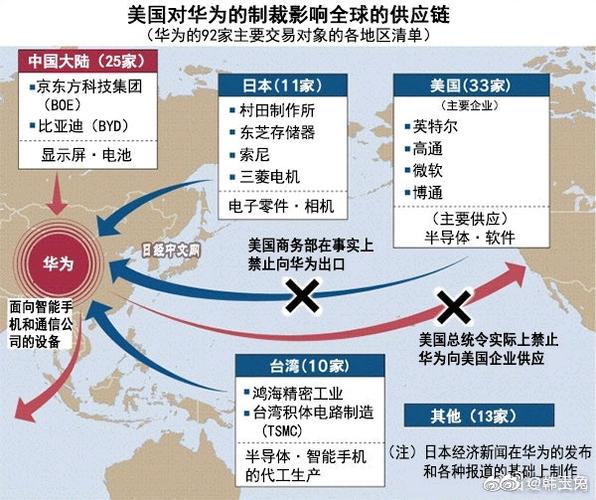 美国对华为的制裁影响全球的供应链
（华为的92家主要交易对象的各地区清单）
中国大陆（25家）
▪京东方科技集团
（BOE）
▪比亚迪（BYD）
显示屏·电池
日本（11家）
▪村田制作所
▪东芝存储器
▪索尼
▪三菱电机
电子零件·相机
美国（33家）
（主要企业）
▪英特尔
▪高通
▪微软
▪博通
（主要供应）
半导体·软件
华为
日经中文网
美国商务部在事实上
禁止向华为出口
面向智能手
机和通信公
司的设备
美国总统令实际上禁止
华为向美国企业供应
台湾（10家）
▪鸿海精密工业
▪台湾积体电路制造
（TSMC）
半导体·智能手机
的代工生产
其他（13家）
（注）日本经济新闻在华为的发布
和各种报道的基础上制作
@韩玉兔